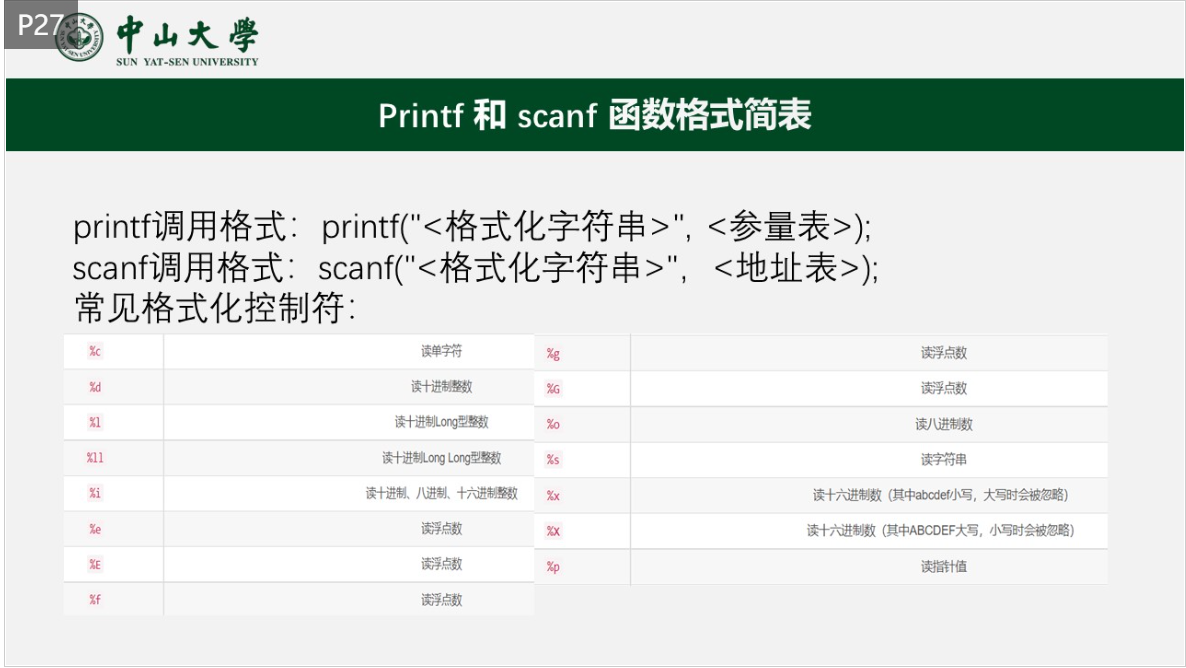 P27
中山大學
SUN YAT-SEN UNIVERSITY
Printf 和 scanf 函数格式简表
printf调用格式：printf("<格式化字符串>", <参量表>);
scanf调用格式：scanf("<格式化字符串>", <地址表>);
常见格式化控制符：
%c 读单字符
%d 读十进制整数
%l 读十进制Long型整数
%ll 读十进制Long Long型整数
%i 读十进制、八进制、十六进制整数
%e 读浮点数
%E 读浮点数
%f 读浮点数
%g 读浮点数
%G 读浮点数
%o 读八进制数
%s 读字符串
%x 读十六进制数（其中abcdef小写，大写时会被忽略）
%X 读十六进制数（其中ABCDEF大写，小写时会被忽略）
%p 读指针值